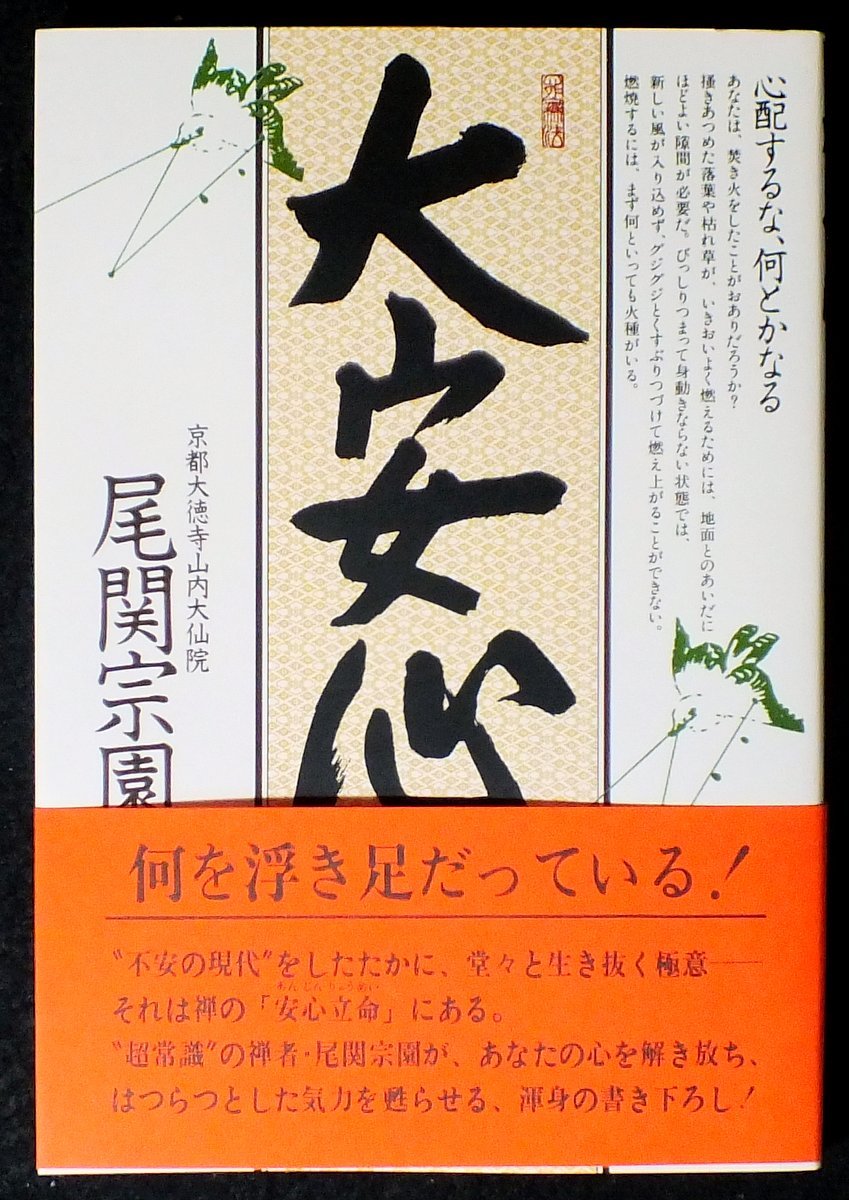 心配するな、何とかなる
あなたは、焚き火をしたことがおありだろうか？
掻きあつめた落葉や枯れ草が、いきおいよく燃えるためには、地面とのあいだに
ほどよい隙間が必要だ。びっしりつまって身動きならない状態では、
新しい風が入り込めず、グジグジとくすぶりつづけて燃え上がることができない。
燃焼するには、まず何といっても火種がいる。
大安心
京都大徳寺山内大仙院
尾関宗園
何を浮き足だっている！
“不安の現代”をしたたかに、堂々と生き抜く極意――
あんじんりゅうめい
それは禅の「安心立命」にある。
“超常識”の禅者・尾関宗園が、あなたの心を解き放ち、
はつらつとした気力を甦らせる、渾身の書き下ろし！